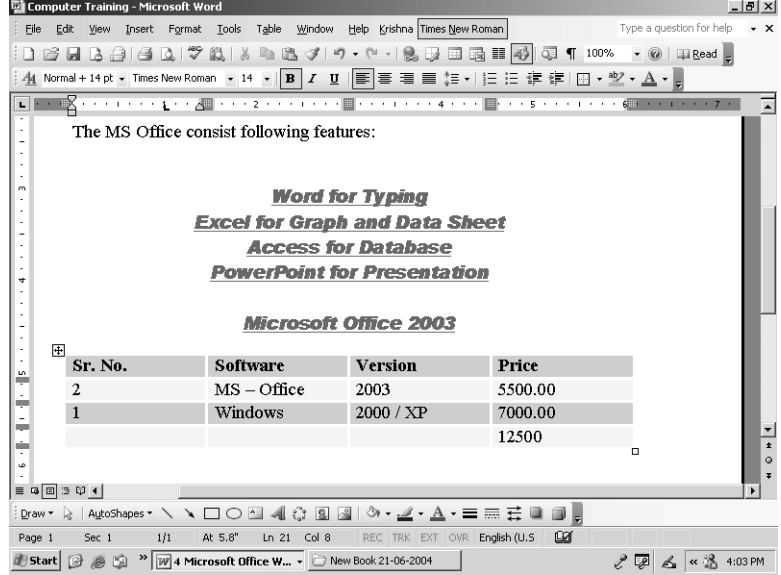 Computer Training - Microsoft Word
File Edit View Insert Format Tools Table Window Help Krishna Times New Roman Type a question for help
100% Read
Normal + 14 pt Times New Roman 14 B I U
2 4 5 6 7
The MS Office consist following features:
Word for Typing
Excel for Graph and Data Sheet
Access for Database
PowerPoint for Presentation
Microsoft Office 2003
Sr. No. Software Version Price
2 MS – Office 2003 5500.00
1 Windows 2000 / XP 7000.00
12500
Draw AutoShapes
Page 1 Sec 1 1/1 At 5.8" Ln 21 Col 8 REC TRK EXT OVR English (U.S
Start » 4 Microsoft Office W... New Book 21-06-2004 « 4:03 PM